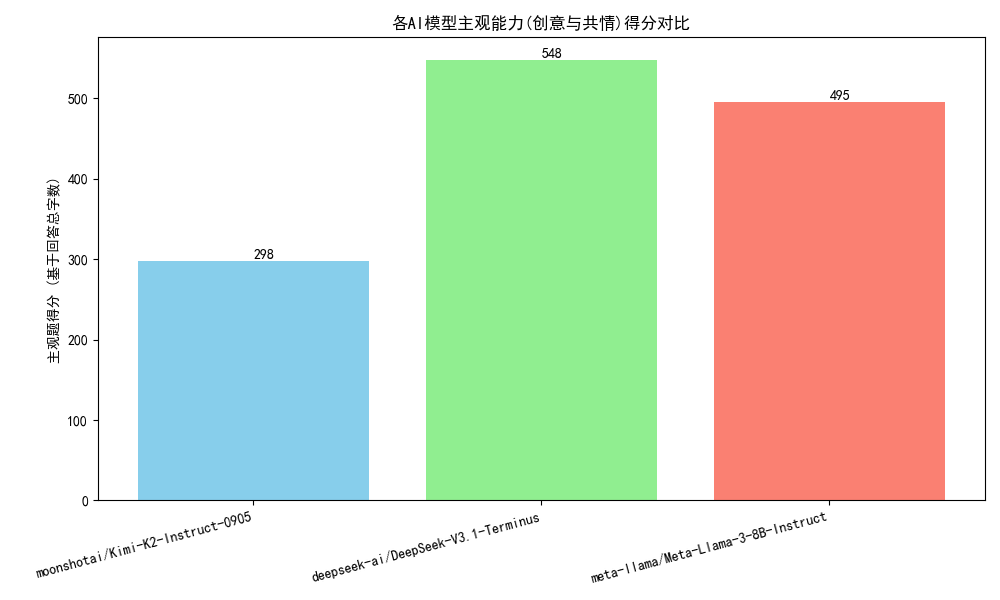 各AI模型主观能力(创意与共情)得分对比
主观题得分 (基于回答总字数)
500
400
300
200
100
0
298
548
495
moonshotai/Kimi-K2-Instruct-0905
deepseek-ai/DeepSeek-V3.1-Terminus
meta-llama/Meta-Llama-3-8B-Instruct